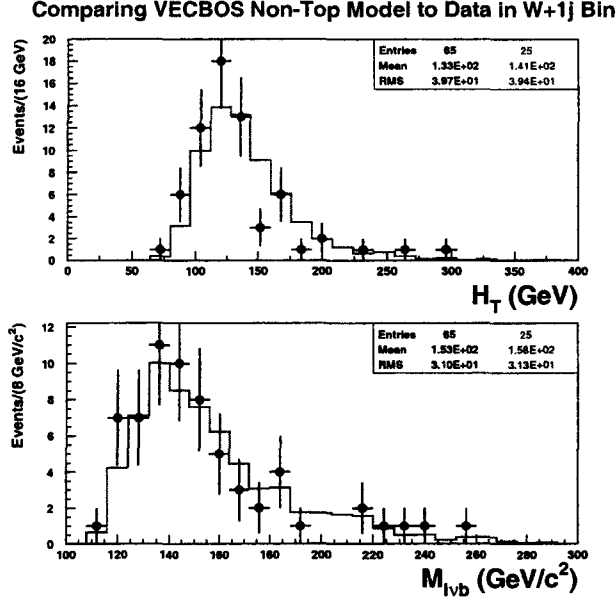 Comparing VECBOS Non-Top Model to Data in W+1j Bin
Events/(16 GeV)
20
18
16
14
12
10
8
6
4
2
0
Entries 65 25
Mean 1.33E+02 1.41E+02
RMS 3.97E+01 3.94E+01
0 50 100 150 200 250 300 350 400
H_T (GeV)
Events/(8 GeV/c²)
12
10
8
6
4
2
0
Entries 65 25
Mean 1.53E+02 1.56E+02
RMS 3.10E+01 3.13E+01
100 120 140 160 180 200 220 240 260 280 300
M_lνb (GeV/c²)